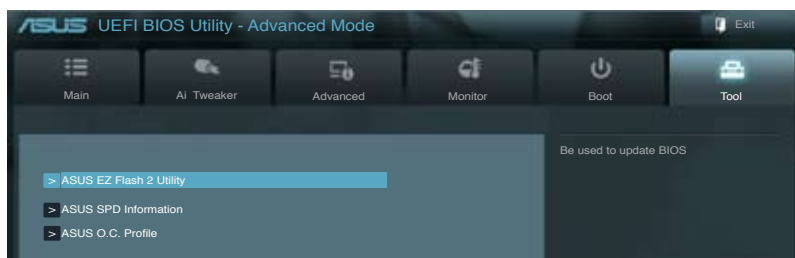 ASUS UEFI BIOS Utility - Advanced Mode
Exit
Main
Ai Tweaker
Advanced
Monitor
Boot
Tool
Be used to update BIOS
> ASUS EZ Flash 2 Utility
> ASUS SPD Information
> ASUS O.C. Profile